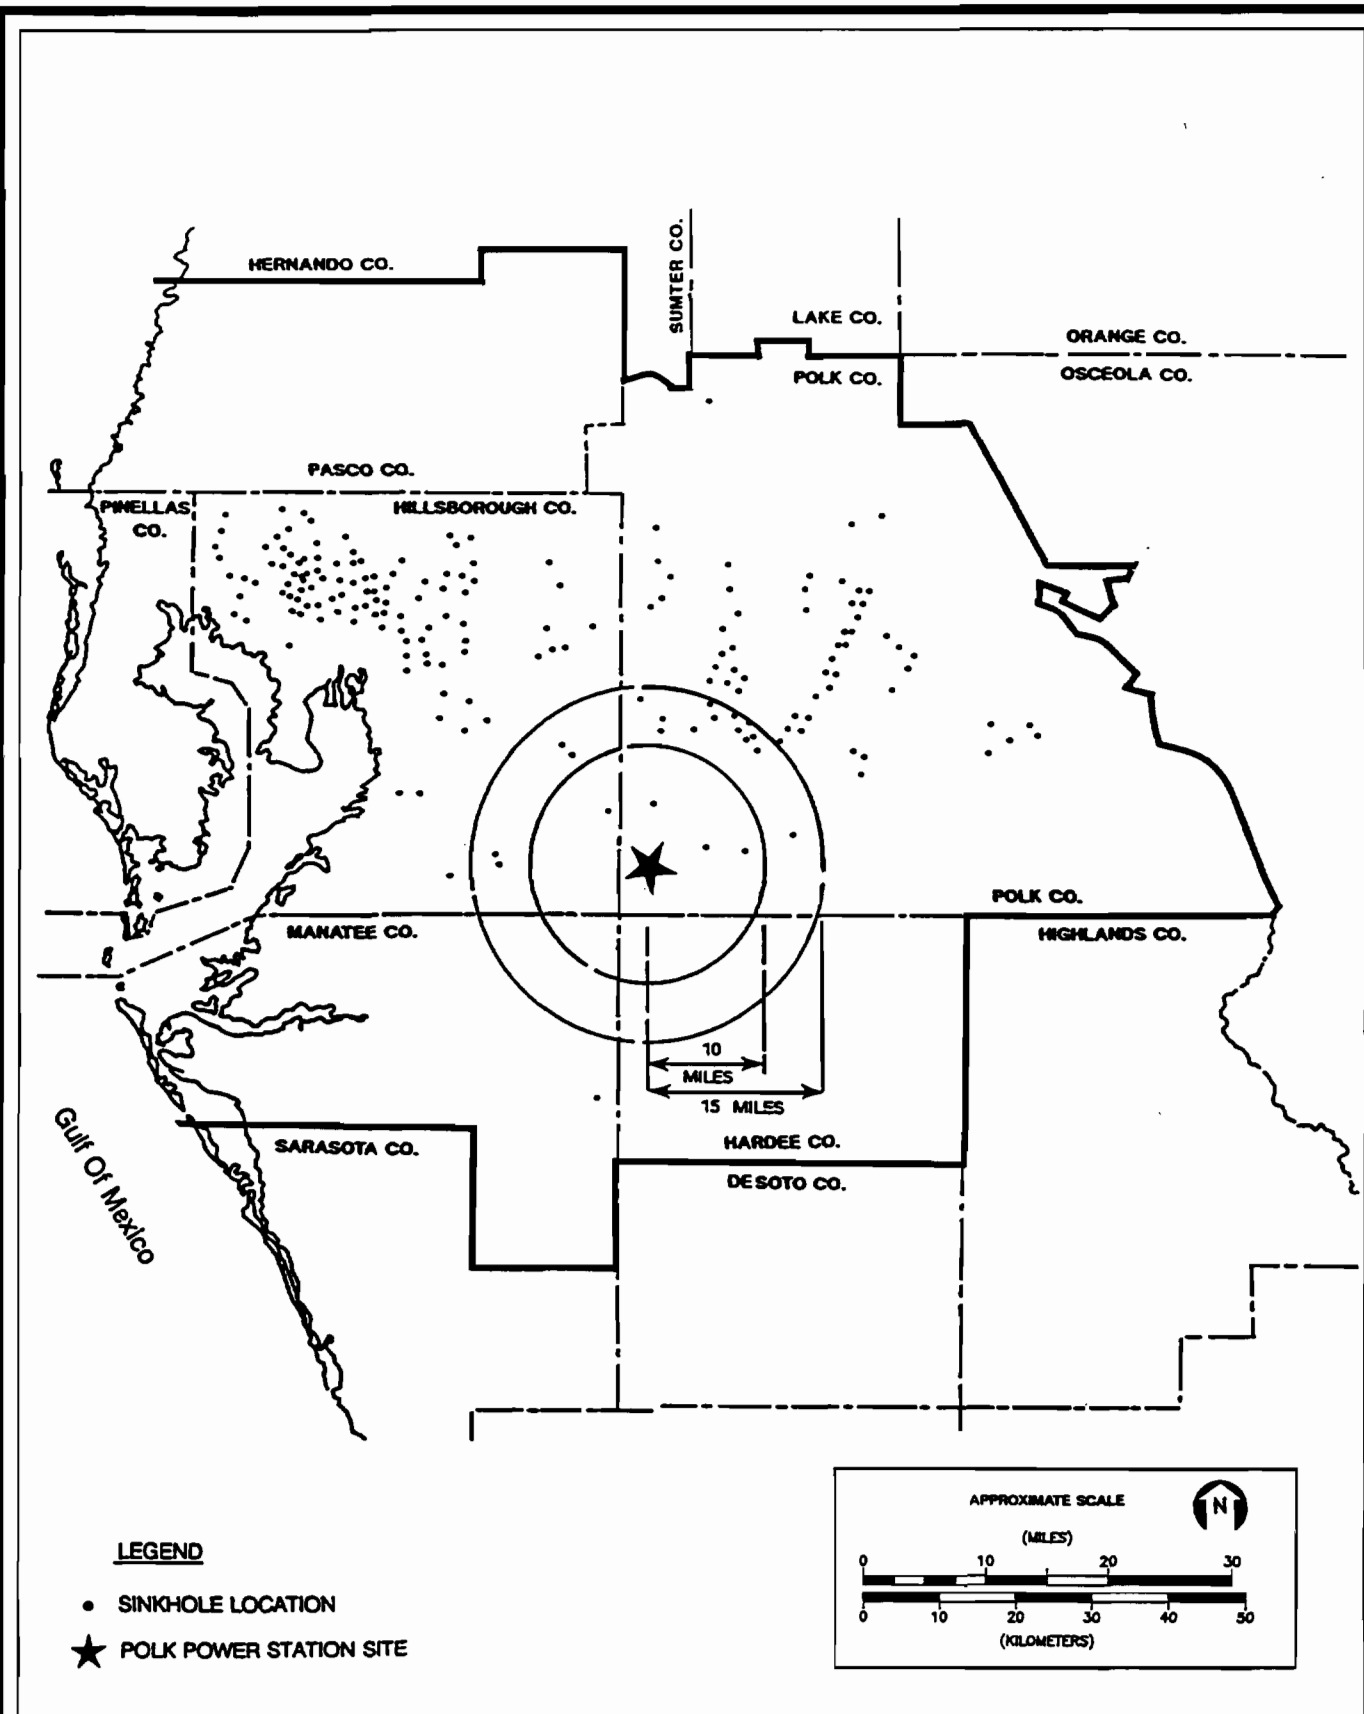 HERNANDO CO.
SUMTER CO.
LAKE CO.
POLK CO.
ORANGE CO.
OSCEOLA CO.
PASCO CO.
PINELLAS
CO.
HILLSBOROUGH CO.
MANATEE CO.
POLK CO.
HIGHLANDS CO.
10
MILES
15 MILES
SARASOTA CO.
HARDEE CO.
DE SOTO CO.
Gulf Of Mexico
LEGEND
SINKHOLE LOCATION
POLK POWER STATION SITE
APPROXIMATE SCALE
N
(MILES)
0 10 20 30
0 10 20 30 40 50
(KILOMETERS)